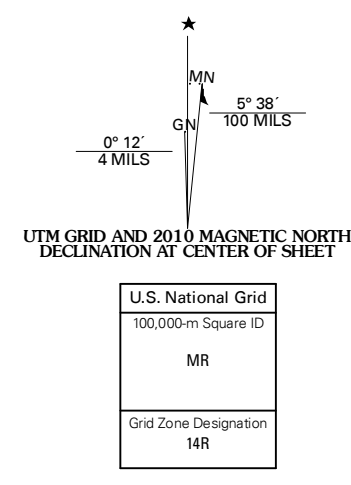 ★
MN
GN
5° 38´
100 MILS
0° 12´
4 MILS
UTM GRID AND 2010 MAGNETIC NORTH
DECLINATION AT CENTER OF SHEET
U.S. National Grid
100,000-m Square ID
MR
Grid Zone Designation
14R